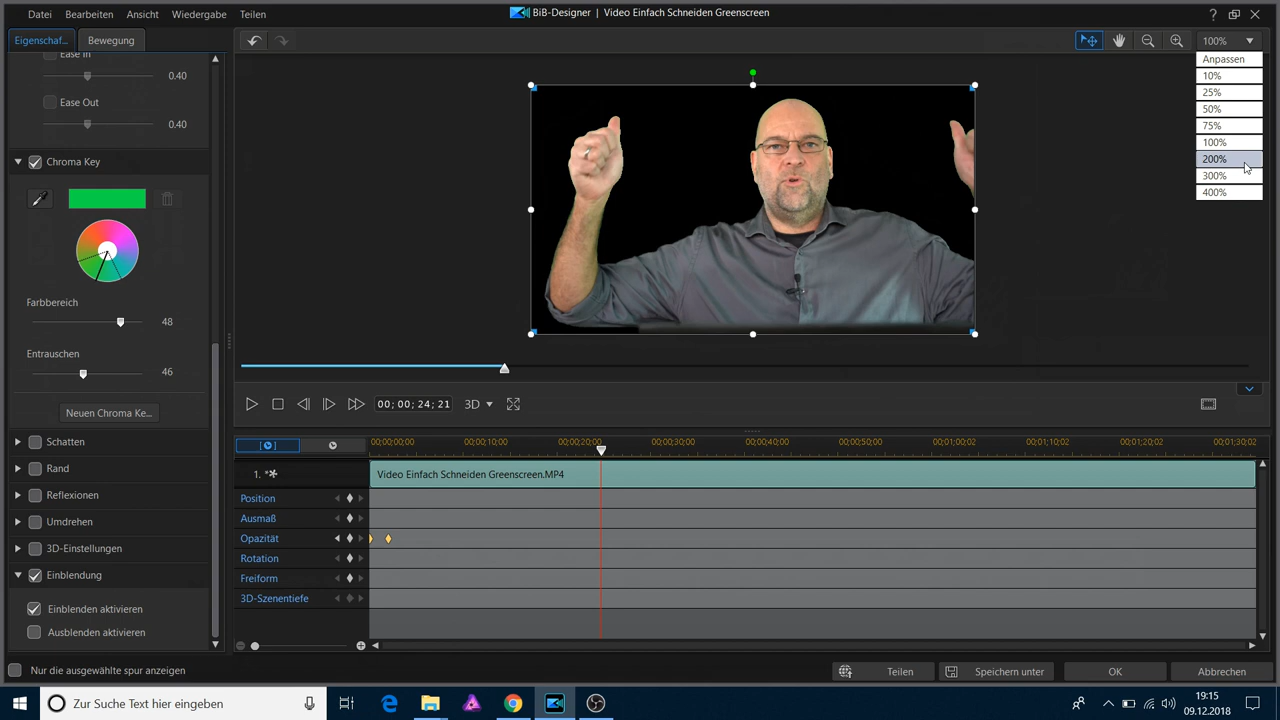 Datei Bearbeiten Ansicht Wiedergabe Teilen
BiB-Designer | Video Einfach Schneiden Greenscreen
?
Eigenschaf... Bewegung
100%
Anpassen
10%
25%
50%
75%
100%
200%
300%
400%
Ease In
0.40
Ease Out
0.40
Chroma Key
Farbbereich
48
Entrauschen
46
Neuen Chroma Ke...
Schatten
Rand
Reflexionen
Umdrehen
3D-Einstellungen
Einblendung
Einblenden aktivieren
Ausblenden aktivieren
00; 00; 24; 21 3D
00;00;00;00 00;00;10;00 00;00;20;00 00;00;30;00 00;00;40;00 00;00;50;00 00;01;00;02 00;01;10;02 00;01;20;02 00;01;30;02
1. Video Einfach Schneiden Greenscreen.MP4
Position
Ausmaß
Opazität
Rotation
Freiform
3D-Szenentiefe
Nur die ausgewählte spur anzeigen
Teilen Speichern unter OK Abbrechen
Zur Suche Text hier eingeben
19:15
09.12.2018